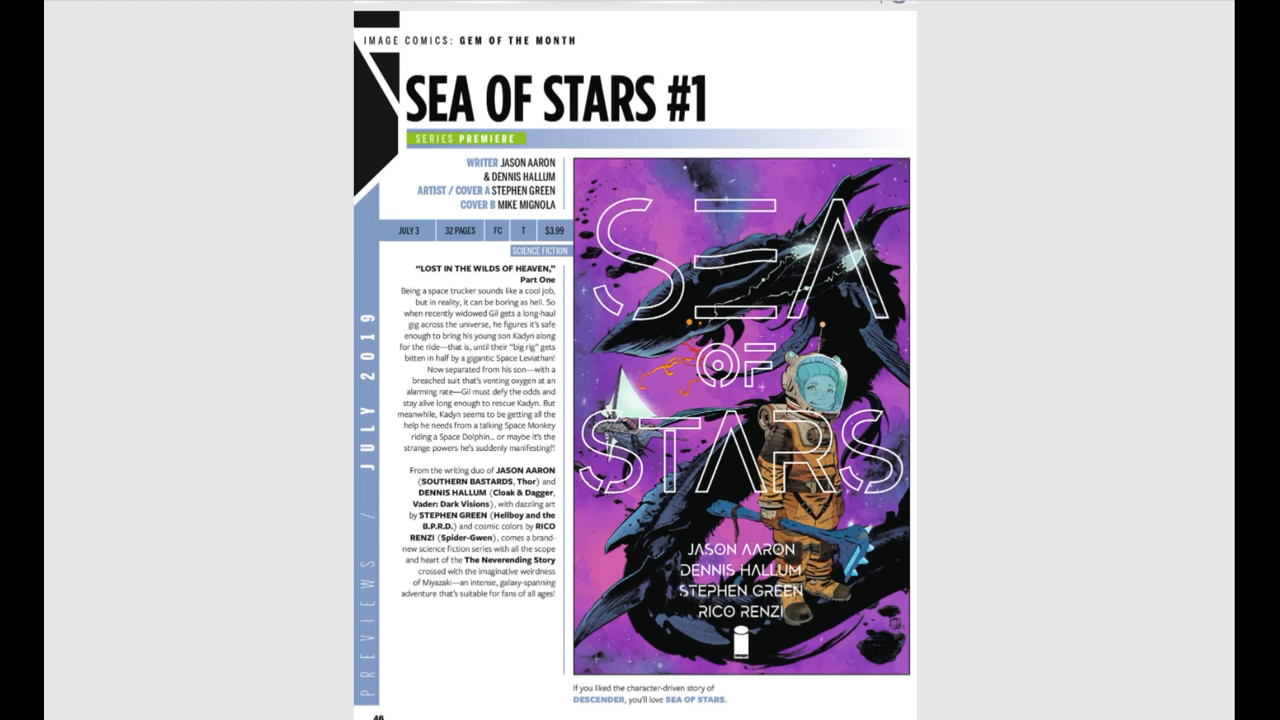 IMAGE COMICS: GEM OF THE MONTH
SEA OF STARS #1
SERIES PREMIERE
WRITER JASON AARON
& DENNIS HALLUM
ARTIST / COVER A STEPHEN GREEN
COVER B MIKE MIGNOLA
JULY 3 32 PAGES FC T $3.99
SCIENCE FICTION
“LOST IN THE WILDS OF HEAVEN,”
Part One
Being a space trucker sounds like a cool job,
but in reality, it can be boring as hell. So
when recently widowed Gil gets a long-haul
gig across the universe, he figures it’s safe
enough to bring his young son Kadyn along
for the ride—that is, until their “big rig” gets
bitten in half by a gigantic Space Leviathan!
Now separated from his son—with a
breached suit that’s venting oxygen at an
alarming rate—Gil must defy the odds and
stay alive long enough to rescue Kadyn. But
meanwhile, Kadyn seems to be getting all the
help he needs from a talking Space Monkey
riding a Space Dolphin... or maybe it’s the
strange powers he’s suddenly manifesting?!
From the writing duo of JASON AARON
(SOUTHERN BASTARDS, Thor) and
DENNIS HALLUM (Cloak & Dagger,
Vader: Dark Visions), with dazzling art
by STEPHEN GREEN (Hellboy and the
B.P.R.D.) and cosmic colors by RICO
RENZI (Spider-Gwen), comes a brand-
new science fiction series with all the scope
and heart of the The Neverending Story
crossed with the imaginative weirdness
of Miyazaki—an intense, galaxy-spanning
adventure that’s suitable for fans of all ages!
PREVIEWS / JULY 2019
SEA
OF
STARS
JASON AARON
DENNIS HALLUM
STEPHEN GREEN
RICO RENZI
image
If you liked the character-driven story of
DESCENDER, you’ll love SEA OF STARS.
46